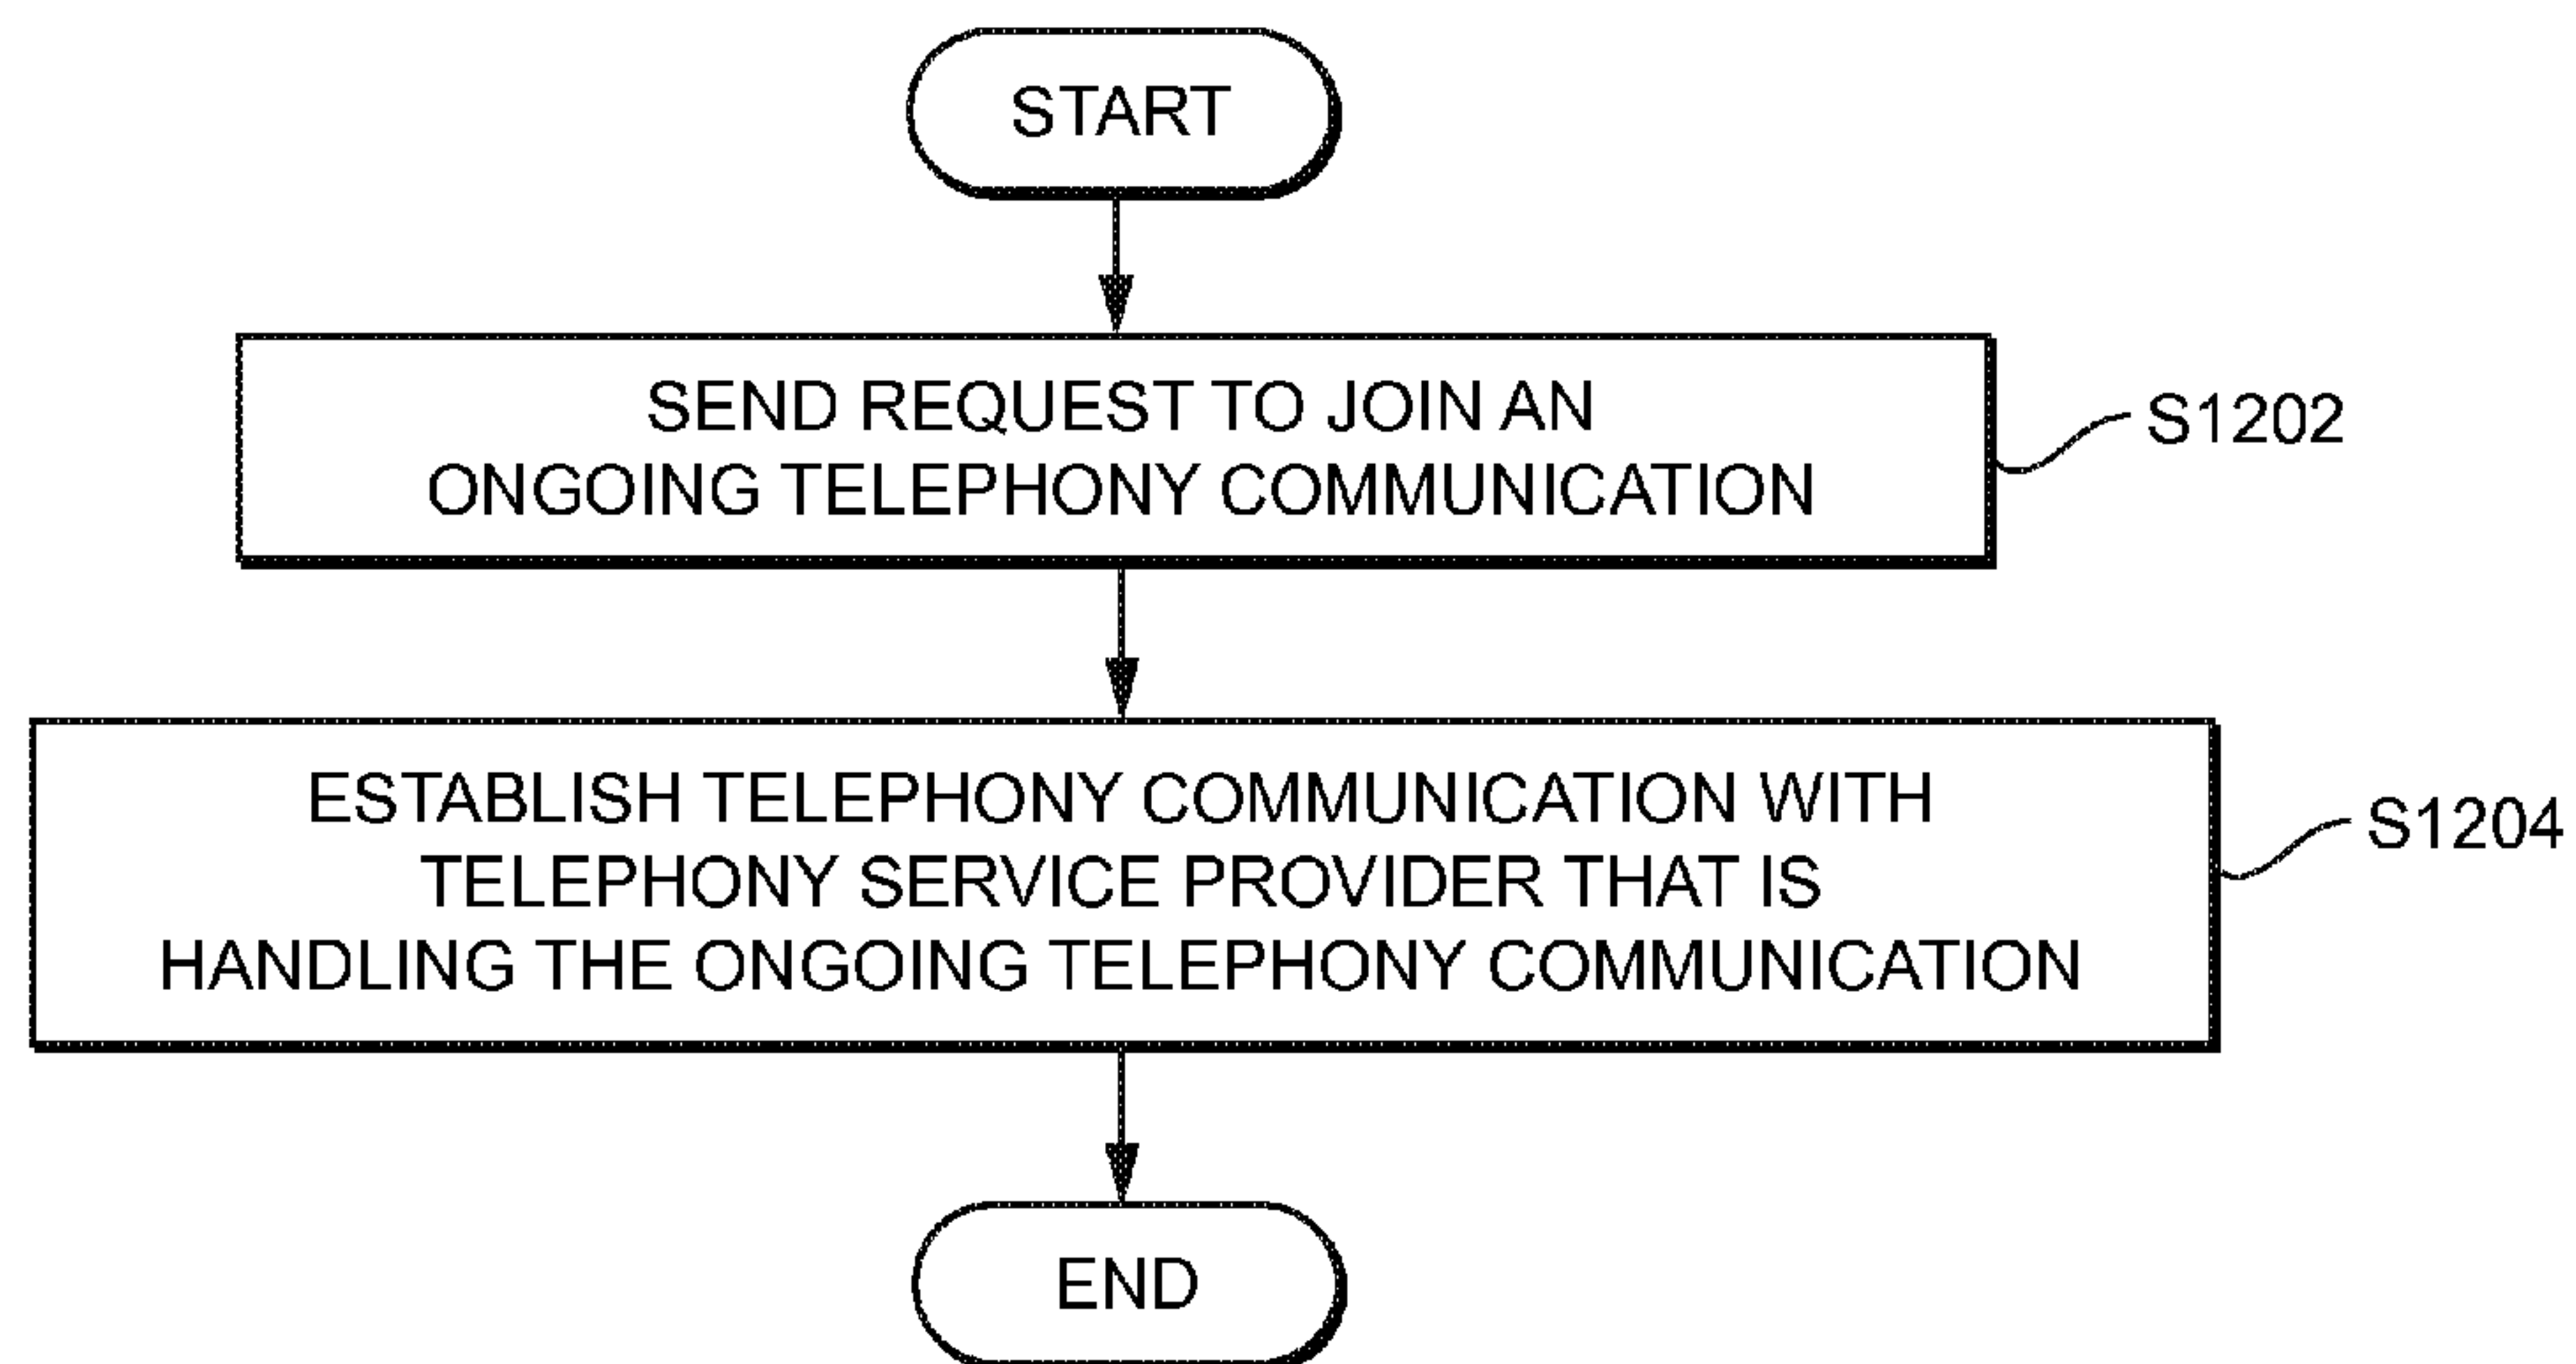 START
SEND REQUEST TO JOIN AN
ONGOING TELEPHONY COMMUNICATION
S1202
ESTABLISH TELEPHONY COMMUNICATION WITH
TELEPHONY SERVICE PROVIDER THAT IS
HANDLING THE ONGOING TELEPHONY COMMUNICATION
S1204
END